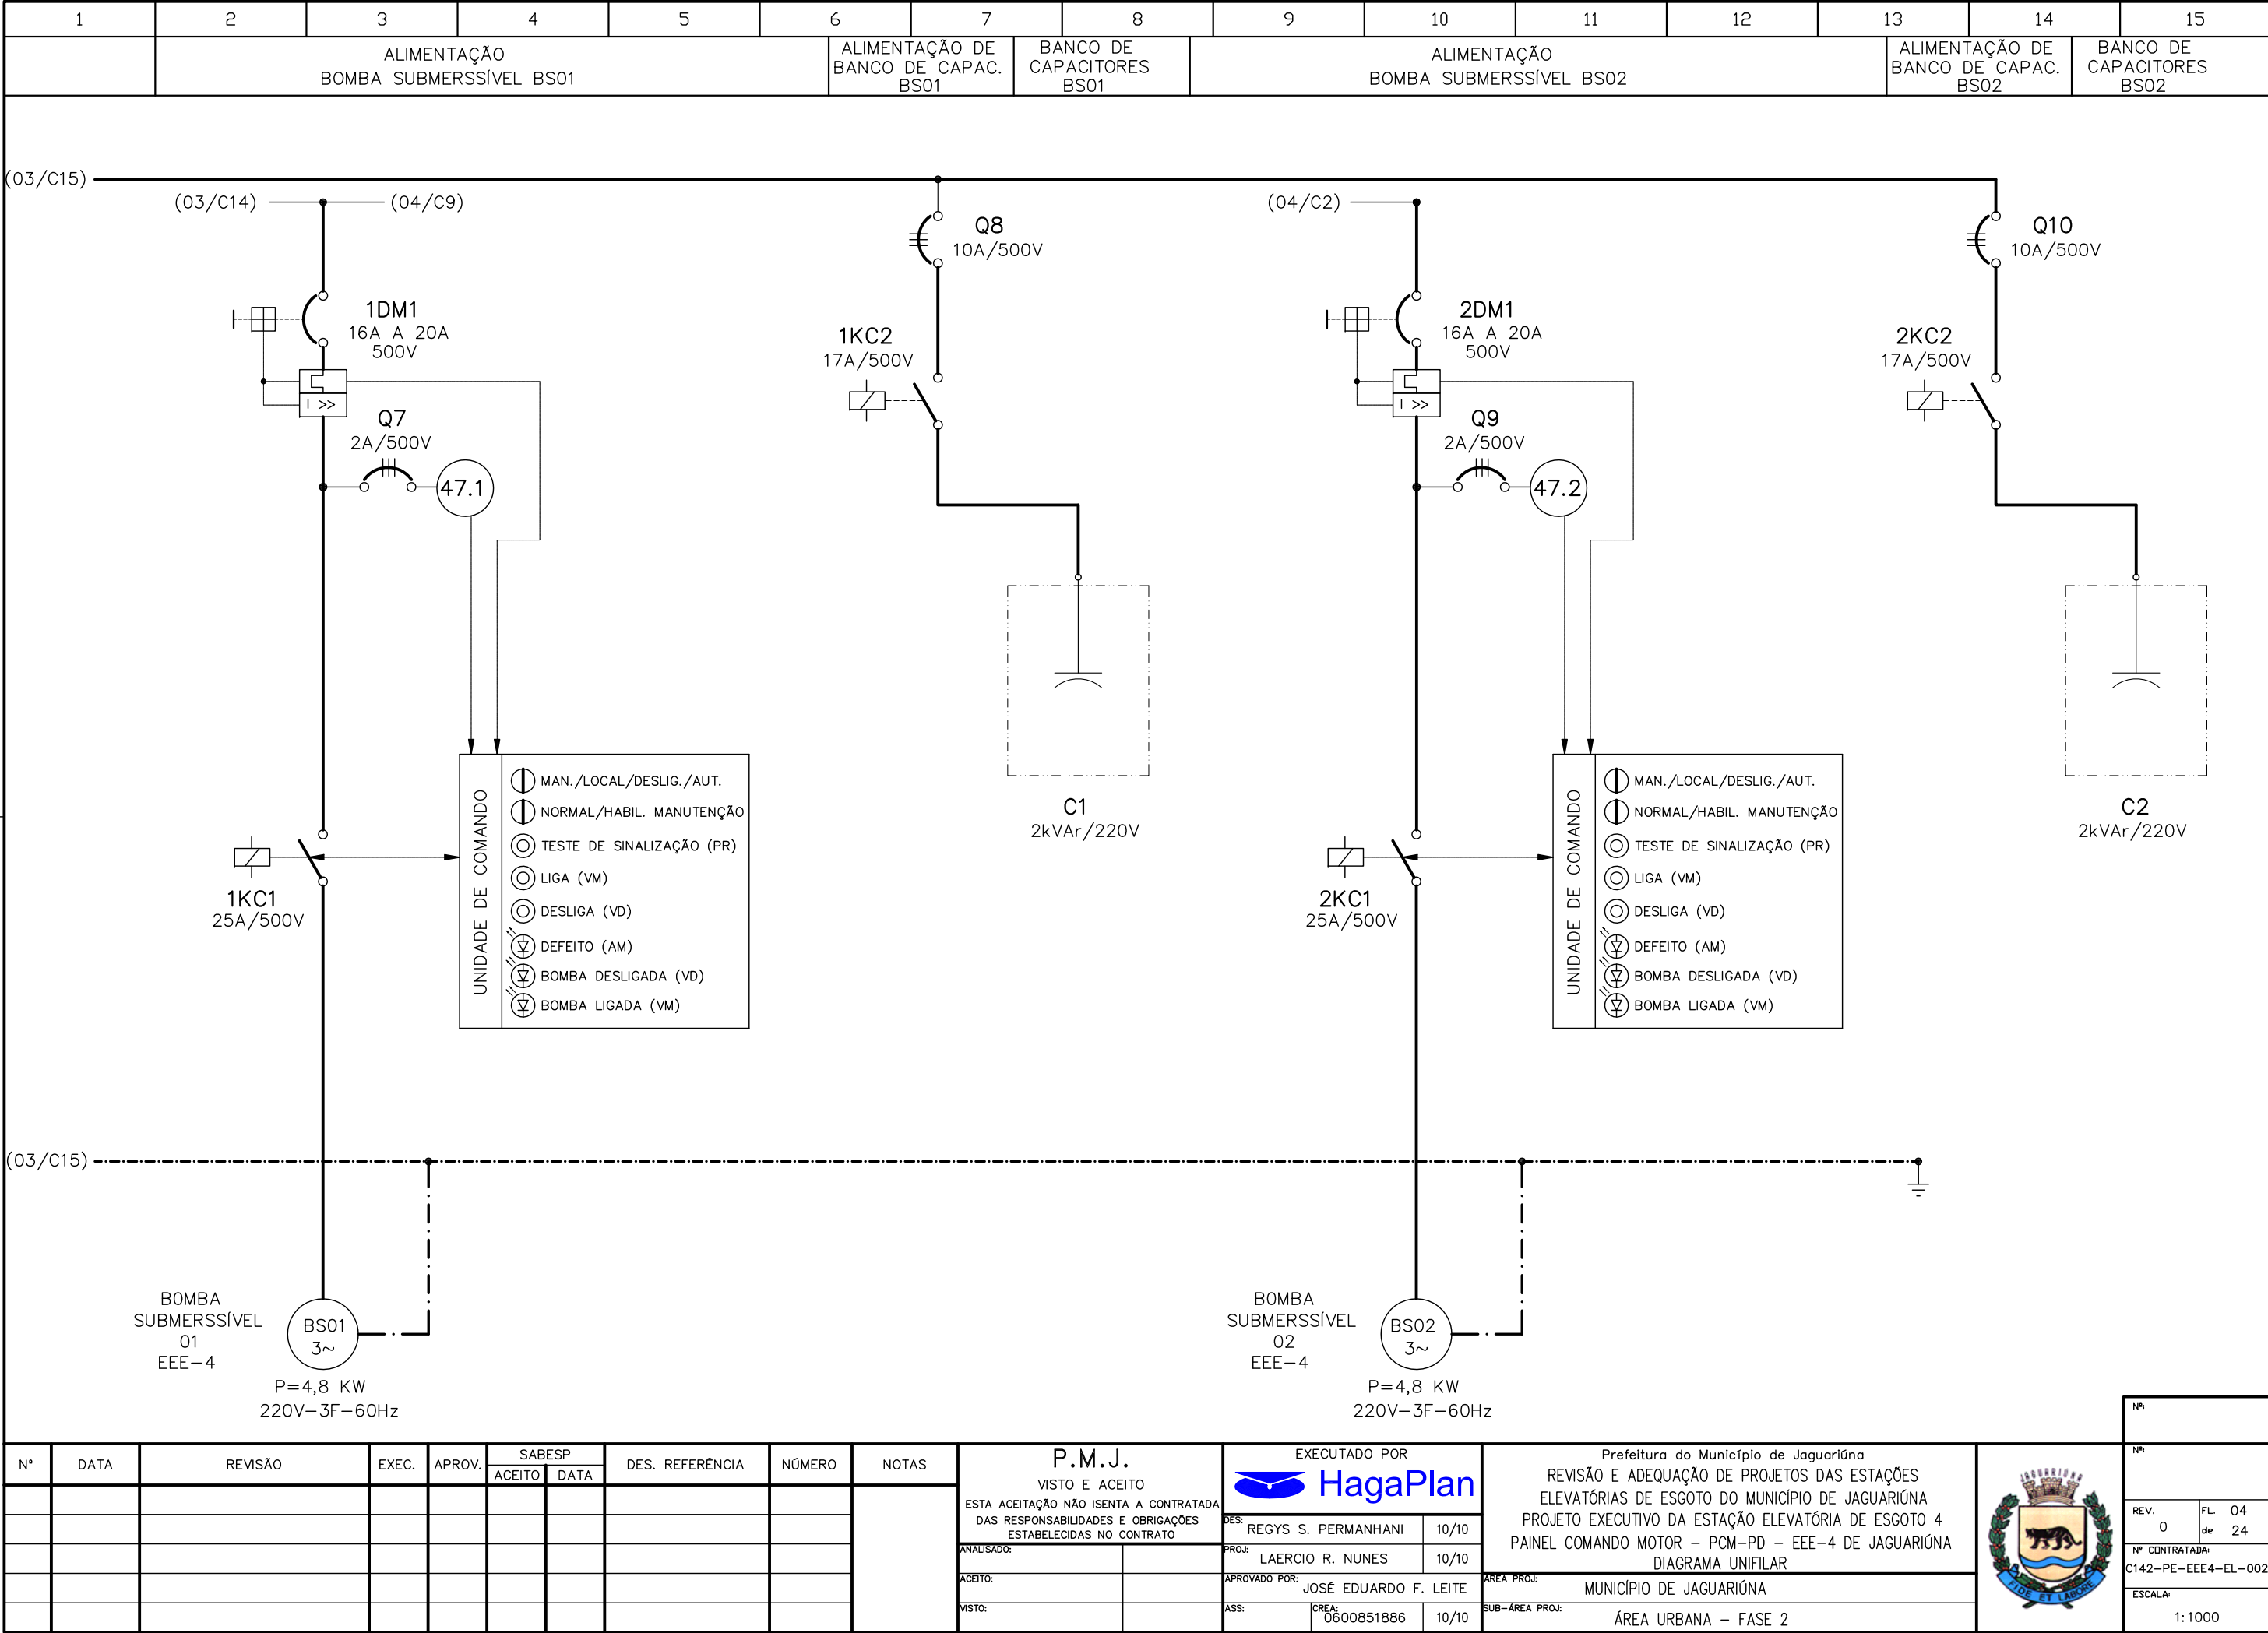 1 2 3 4 5 6 7 8 9 10 11 12 13 14 15
ALIMENTAÇÃO
BOMBA SUBMERSSÍVEL BS01
ALIMENTAÇÃO DE
BANCO DE CAPAC.
BS01
BANCO DE
CAPACITORES
BS01
ALIMENTAÇÃO
BOMBA SUBMERSSÍVEL BS02
ALIMENTAÇÃO DE
BANCO DE CAPAC.
BS02
BANCO DE
CAPACITORES
BS02
(03/C15)
(03/C14)
(04/C9)
(04/C2)
Q8
10A/500V
Q10
10A/500V
1DM1
16A A 20A
500V
I >>
1KC2
17A/500V
2DM1
16A A 20A
500V
I >>
2KC2
17A/500V
Q7
2A/500V
47.1
Q9
2A/500V
47.2
C1
2kVAr/220V
C2
2kVAr/220V
1KC1
25A/500V
UNIDADE DE COMANDO
MAN./LOCAL/DESLIG./AUT.
NORMAL/HABIL. MANUTENÇÃO
TESTE DE SINALIZAÇÃO (PR)
LIGA (VM)
DESLIGA (VD)
DEFEITO (AM)
BOMBA DESLIGADA (VD)
BOMBA LIGADA (VM)
2KC1
25A/500V
UNIDADE DE COMANDO
MAN./LOCAL/DESLIG./AUT.
NORMAL/HABIL. MANUTENÇÃO
TESTE DE SINALIZAÇÃO (PR)
LIGA (VM)
DESLIGA (VD)
DEFEITO (AM)
BOMBA DESLIGADA (VD)
BOMBA LIGADA (VM)
(03/C15)
BOMBA
SUBMERSSÍVEL
01
EEE-4
BS01
3~
P=4,8 KW
220V-3F-60Hz
BOMBA
SUBMERSSÍVEL
02
EEE-4
BS02
3~
P=4,8 KW
220V-3F-60Hz
Nº DATA REVISÃO EXEC. APROV. SABESP DES. REFERÊNCIA NÚMERO NOTAS
ACEITO DATA
P.M.J.
VISTO E ACEITO
ESTA ACEITAÇÃO NÃO ISENTA A CONTRATADA
DAS RESPONSABILIDADES E OBRIGAÇÕES
ESTABELECIDAS NO CONTRATO
ANALISADO:
ACEITO:
VISTO:
EXECUTADO POR
HagaPlan
DES: REGYS S. PERMANHANI 10/10
PROJ: LAERCIO R. NUNES 10/10
APROVADO POR: JOSÉ EDUARDO F. LEITE
ASS: CREA: 0600851886 10/10
Prefeitura do Município de Jaguariúna
REVISÃO E ADEQUAÇÃO DE PROJETOS DAS ESTAÇÕES
ELEVATÓRIAS DE ESGOTO DO MUNICÍPIO DE JAGUARIÚNA
PROJETO EXECUTIVO DA ESTAÇÃO ELEVATÓRIA DE ESGOTO 4
PAINEL COMANDO MOTOR - PCM-PD - EEE-4 DE JAGUARIÚNA
DIAGRAMA UNIFILAR
ÁREA PROJ: MUNICÍPIO DE JAGUARIÚNA
SUB-ÁREA PROJ: ÁREA URBANA - FASE 2
JAGUARIUNA
FIDE ET LABORE
Nº:
Nº:
REV. 0
FL. 04
de 24
Nº CONTRATADA:
C142-PE-EEE4-EL-002
ESCALA:
1:1000